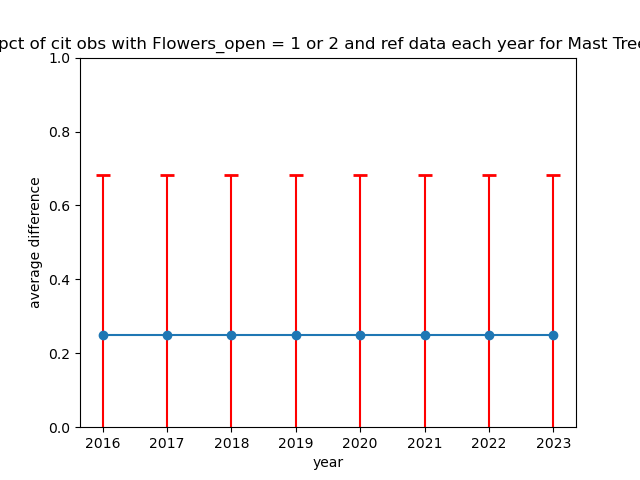 pct of cit obs with Flowers_open = 1 or 2 and ref data each year for Mast Tree
1.0
0.8
0.6
0.4
0.2
0.0
average difference
2016 2017 2018 2019 2020 2021 2022 2023
year